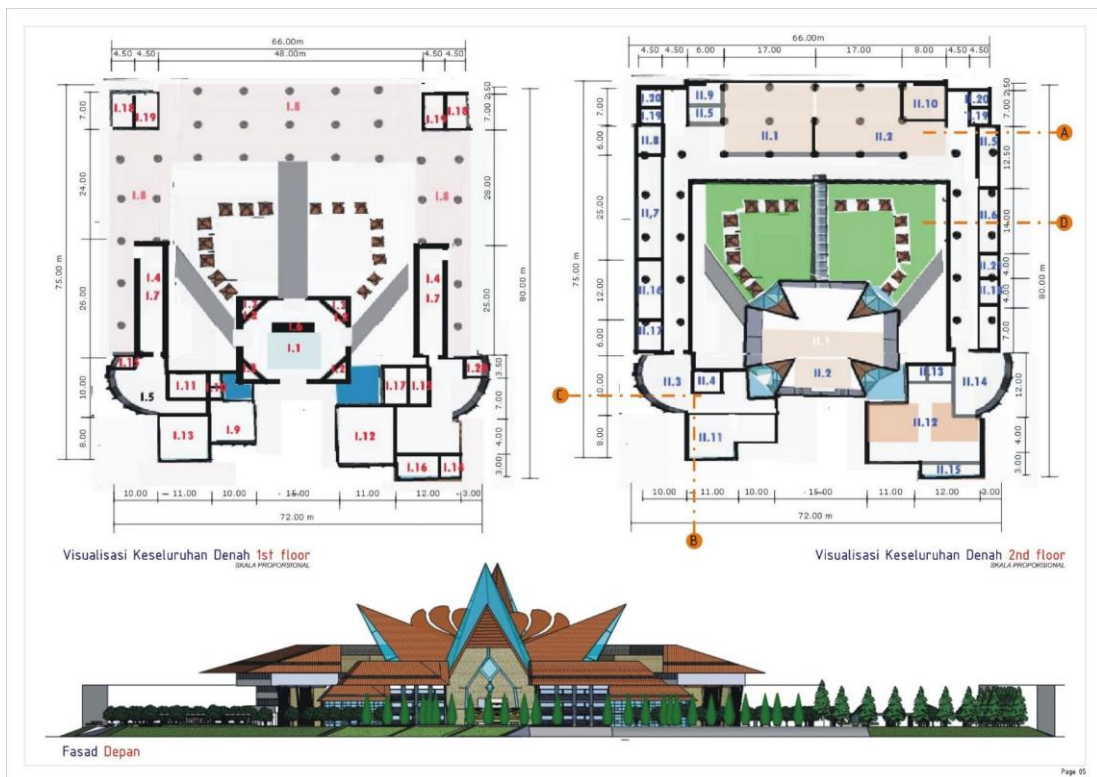 66.00m
4.50 4.50 48.00m 4.50 4.50
I.18 I.19 I.8 I.19 I.18
7.00
24.00
26.00
10.00
8.00
75.00 m
I.8 I.8
I.4 I.4
I.7 I.7
I.6
I.1
I.2
I.11 I.17
I.5
I.13 I.9 I.12
I.16
2.50
7.00
28.00
25.00
3.50
7.00
4.00
3.00
80.00 m
10.00 11.00 10.00 11.00 12.00 3.00
72.00 m
Visualisasi Keseluruhan Denah 1st floor
SKALA PROPORSIONAL
66.00m
4.50 4.50 6.00 17.00 17.00 8.00 4.50 4.50
I.20 II.9 II.10 I.20
I.19 II.5
II.8 II.1 II.2 II.5
II,7 II.6
II.16
II.17
II.1
II.2
II.3 II.4 II.13 II.14
II.11 II.12
II.15
7.00
6.00
25.00
12.00
6.00
10.00
8.00
75.00 m
2.50
7.00
12.50
14.00
4.00
4.00
7.00
12.00
4.00
3.00
80.00 m
A
D
C
B
10.00 11.00 10.00 11.00 12.00 3.00
72.00 m
Visualisasi Keseluruhan Denah 2nd floor
SKALA PROPORSIONAL
Fasad Depan
Page 05